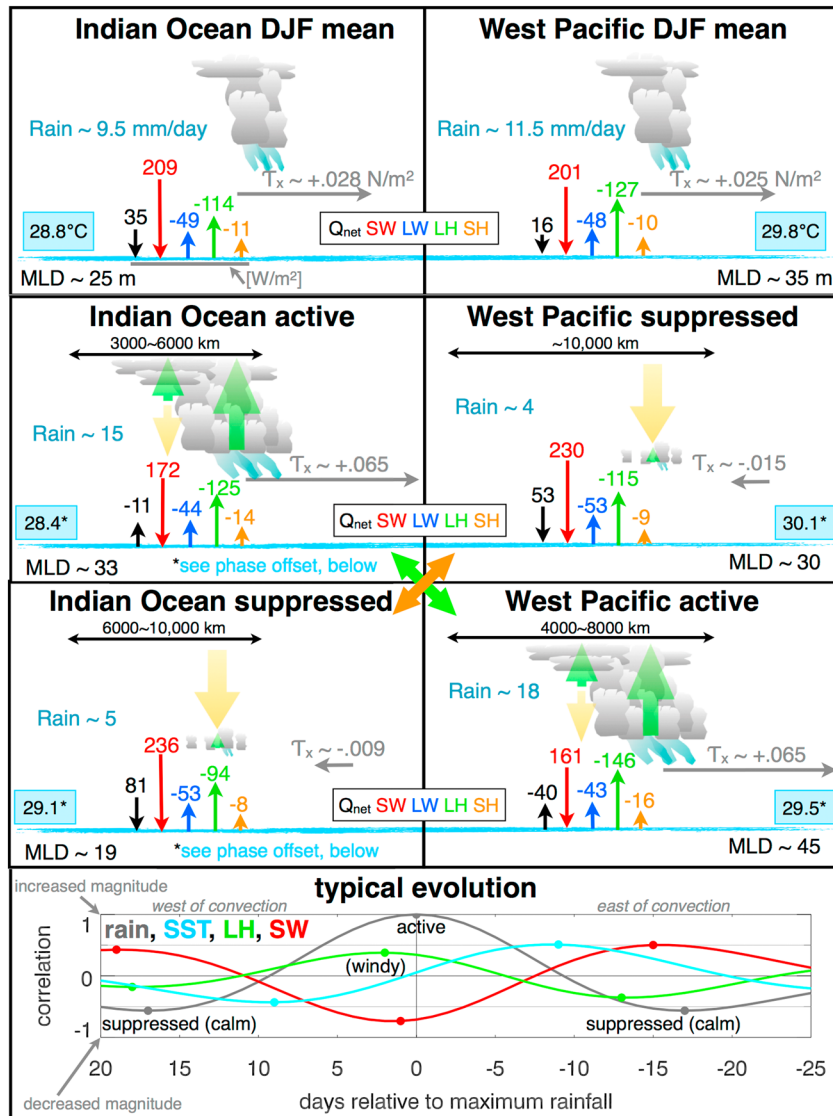 Indian Ocean DJF mean
Rain ~ 9.5 mm/day
209
35
-49
-114
-11
Ƭx ~ +.028 N/m²
28.8°C
MLD ~ 25 m
[W/m²]
West Pacific DJF mean
Rain ~ 11.5 mm/day
201
16
-48
-127
-10
Ƭx ~ +.025 N/m²
29.8°C
MLD ~ 35 m
Qnet SW LW LH SH
Indian Ocean active
3000~6000 km
Rain ~ 15
172
-11
-44
-125
-14
Ƭx ~ +.065
28.4*
MLD ~ 33
*see phase offset, below
West Pacific suppressed
~10,000 km
Rain ~ 4
230
53
-53
-115
-9
Ƭx ~ -.015
30.1*
MLD ~ 30
Qnet SW LW LH SH
Indian Ocean suppressed
6000~10,000 km
Rain ~ 5
236
81
-53
-94
-8
Ƭx ~ -.009
29.1*
MLD ~ 19
*see phase offset, below
West Pacific active
4000~8000 km
Rain ~ 18
161
-40
-43
-146
-16
Ƭx ~ +.065
29.5*
MLD ~ 45
Qnet SW LW LH SH
typical evolution
increased magnitude
west of convection
east of convection
rain, SST, LH, SW
active
(windy)
suppressed (calm)
suppressed (calm)
correlation
1
0
-1
decreased magnitude
20 15 10 5 0 -5 -10 -15 -20 -25
days relative to maximum rainfall